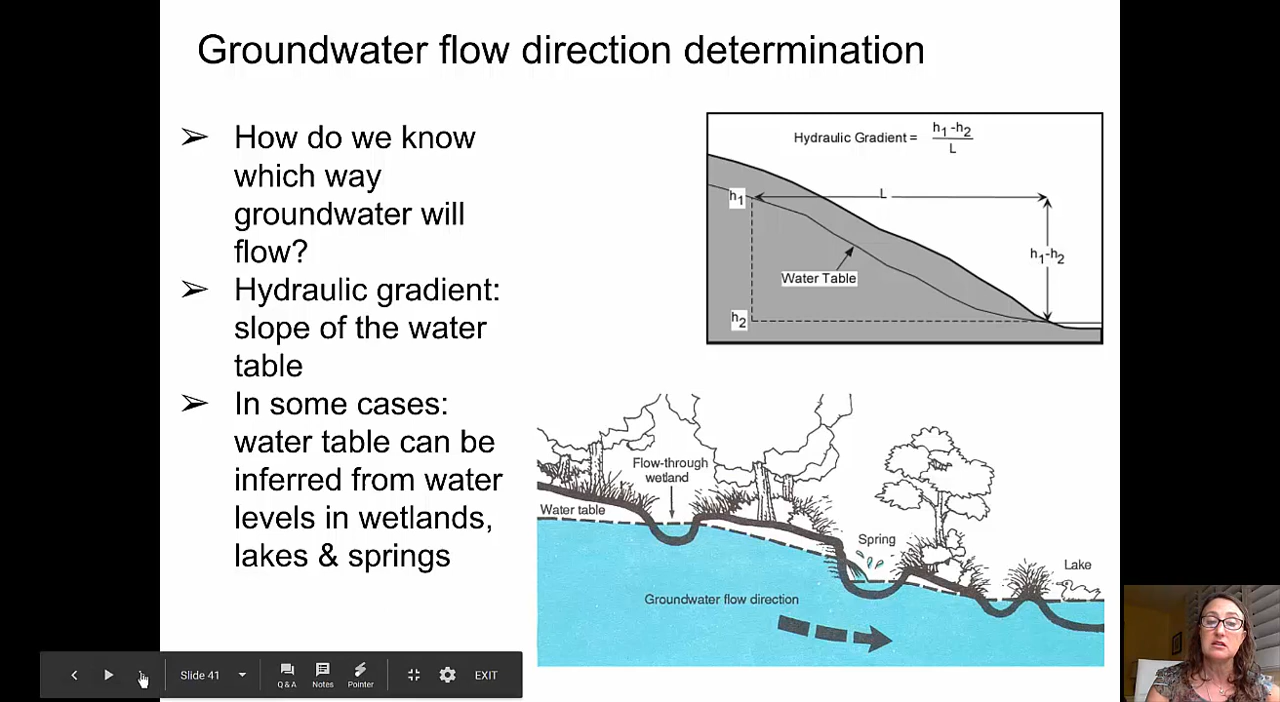 Groundwater flow direction determination
➢ How do we know
which way
groundwater will
flow?
➢ Hydraulic gradient:
slope of the water
table
➢ In some cases:
water table can be
inferred from water
levels in wetlands,
lakes & springs
Hydraulic Gradient = h₁ -h₂
L
h₁
L
h₁-h₂
Water Table
h₂
Flow-through
wetland
Water table
Spring
Lake
Groundwater flow direction
Slide 41
Q & A
Notes
Pointer
EXIT